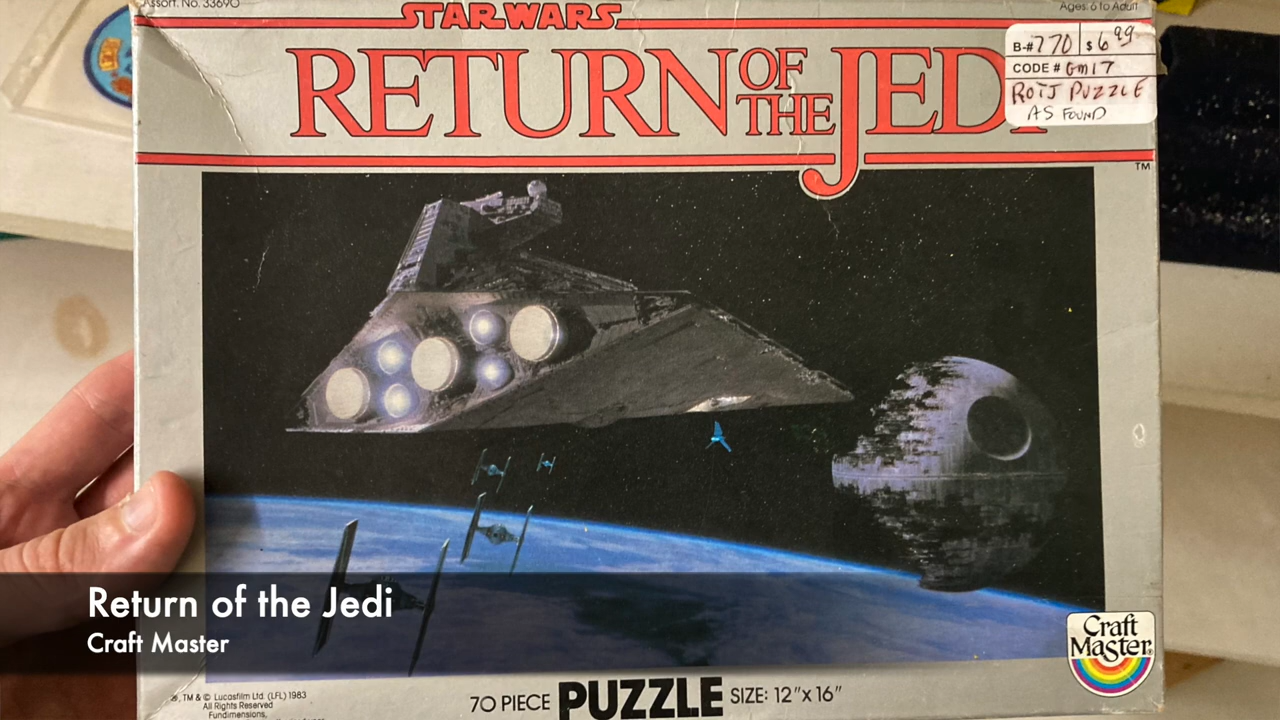 Assort. No. 33690
Ages: 6 to Adult
STAR WARS
RETURN OF THE JEDI
TM
B-# 770 $6.99
CODE # GM17
ROTJ PUZZLE
AS FOUND
Return of the Jedi
Craft Master
Craft
Master®
®, TM & © Lucasfilm Ltd. (LFL) 1983
All Rights Reserved
Fundimensions,
70 PIECE PUZZLE SIZE: 12"x 16"